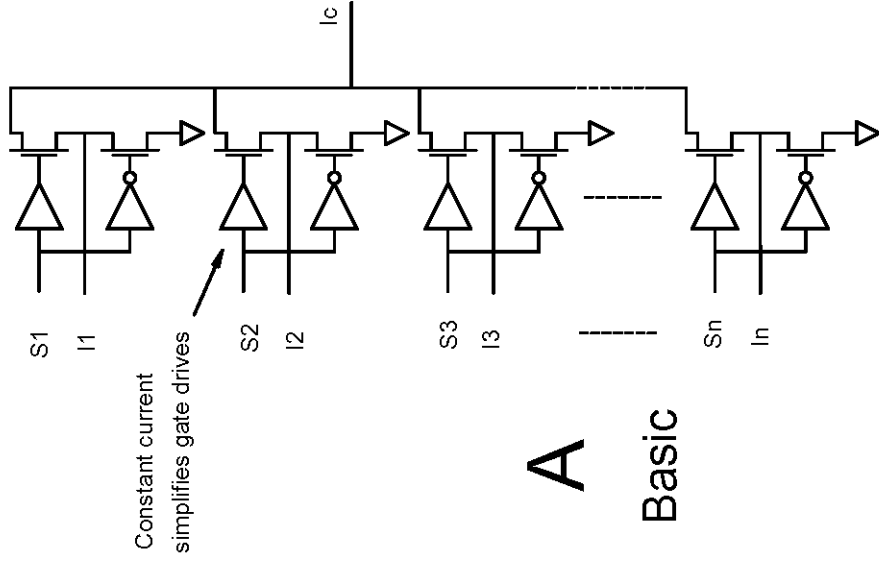 S1
I1
Constant current
simplifies gate drives
S2
I2
S3
I3
Sn
In
Ic
A
Basic